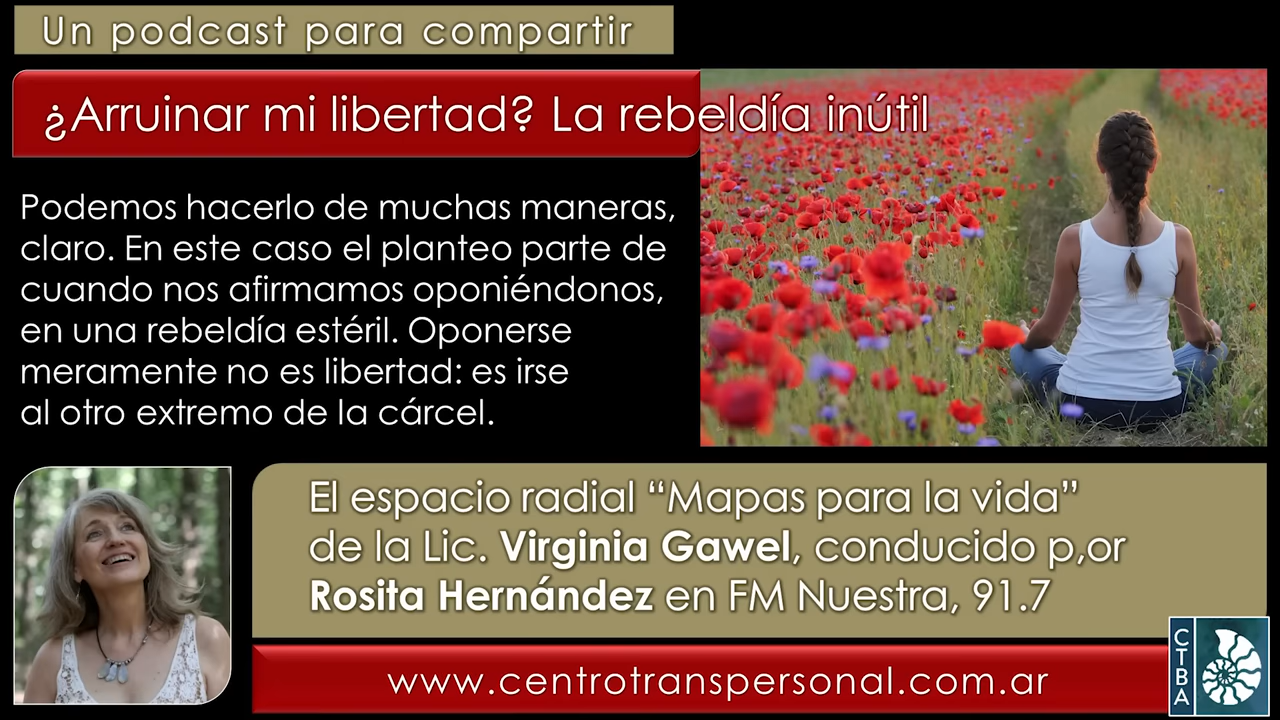 Un podcast para compartir
¿Arruinar mi libertad? La rebeldía inútil
Podemos hacerlo de muchas maneras,
claro. En este caso el planteo parte de
cuando nos afirmamos oponiéndonos,
en una rebeldía estéril. Oponerse
meramente no es libertad: es irse
al otro extremo de la cárcel.
El espacio radial “Mapas para la vida”
de la Lic. Virginia Gawel, conducido p,or
Rosita Hernández en FM Nuestra, 91.7
www.centrotranspersonal.com.ar
CTBA